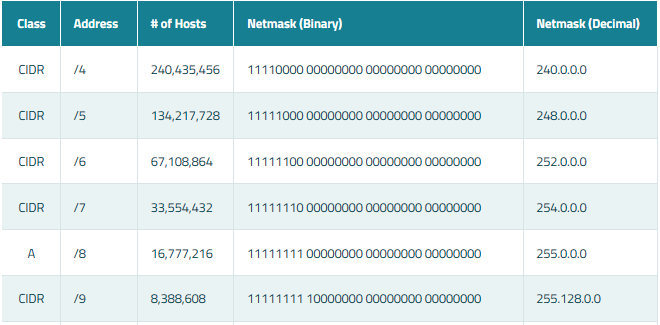 Class Address # of Hosts Netmask (Binary) Netmask (Decimal)
CIDR /4 240,435,456 11110000 00000000 00000000 00000000 240.0.0.0
CIDR /5 134,217,728 11111000 00000000 00000000 00000000 248.0.0.0
CIDR /6 67,108,864 11111100 00000000 00000000 00000000 252.0.0.0
CIDR /7 33,554,432 11111110 00000000 00000000 00000000 254.0.0.0
A /8 16,777,216 11111111 00000000 00000000 00000000 255.0.0.0
CIDR /9 8,388,608 11111111 10000000 00000000 00000000 255.128.0.0